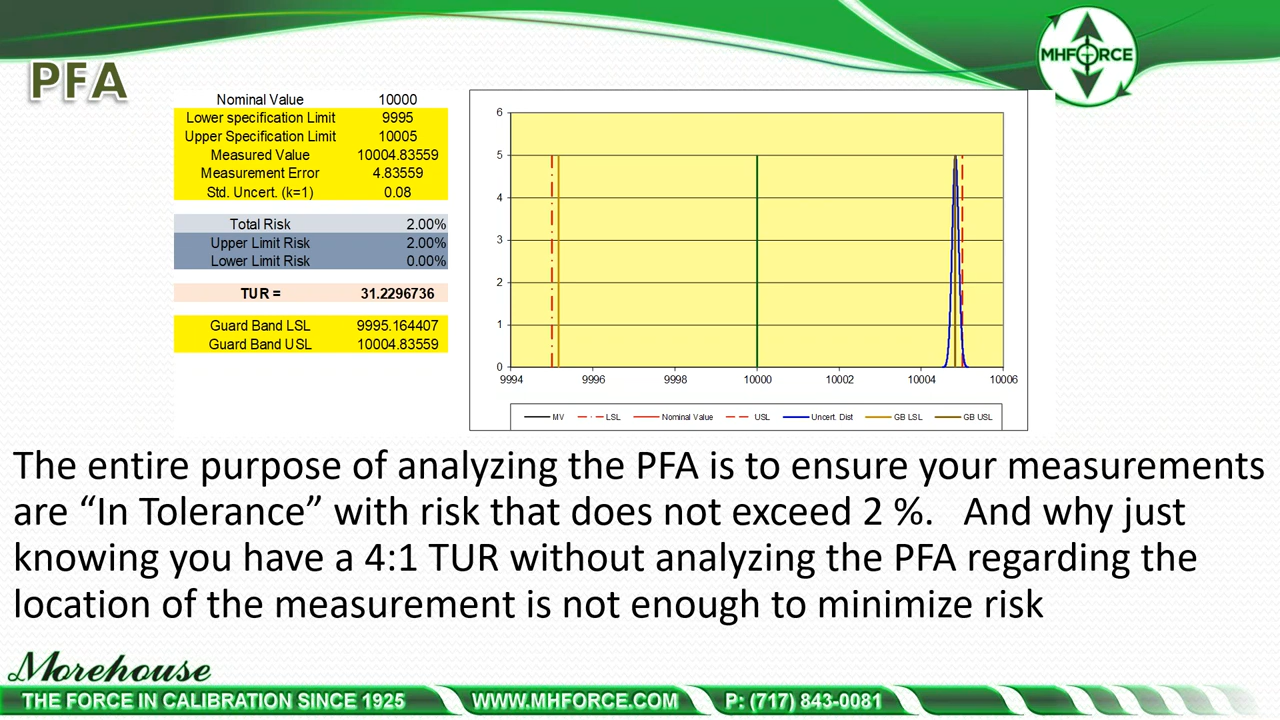 MHFORCE
PFA
Nominal Value 10000
Lower specification Limit 9995
Upper Specification Limit 10005
Measured Value 10004.83559
Measurement Error 4.83559
Std. Uncert. (k=1) 0.08
Total Risk 2.00%
Upper Limit Risk 2.00%
Lower Limit Risk 0.00%
TUR = 31.2296736
Guard Band LSL 9995.164407
Guard Band USL 10004.83559
6
5
4
3
2
1
0
9994 9996 9998 10000 10002 10004 10006
MV LSL Nominal Value USL Uncert. Dist GB LSL GB USL
The entire purpose of analyzing the PFA is to ensure your measurements
are “In Tolerance” with risk that does not exceed 2 %. And why just
knowing you have a 4:1 TUR without analyzing the PFA regarding the
location of the measurement is not enough to minimize risk
Morehouse
THE FORCE IN CALIBRATION SINCE 1925 WWW.MHFORCE.COM P: (717) 843-0081